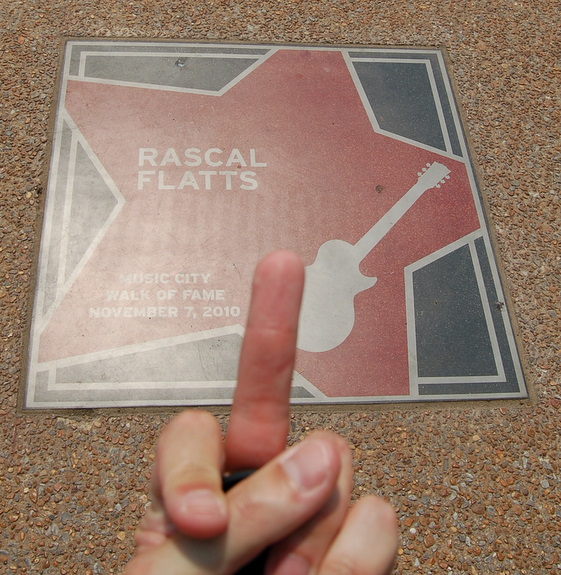 RASCAL
FLATTS
MUSIC CITY
WALK OF FAME
NOVEMBER 7, 2010